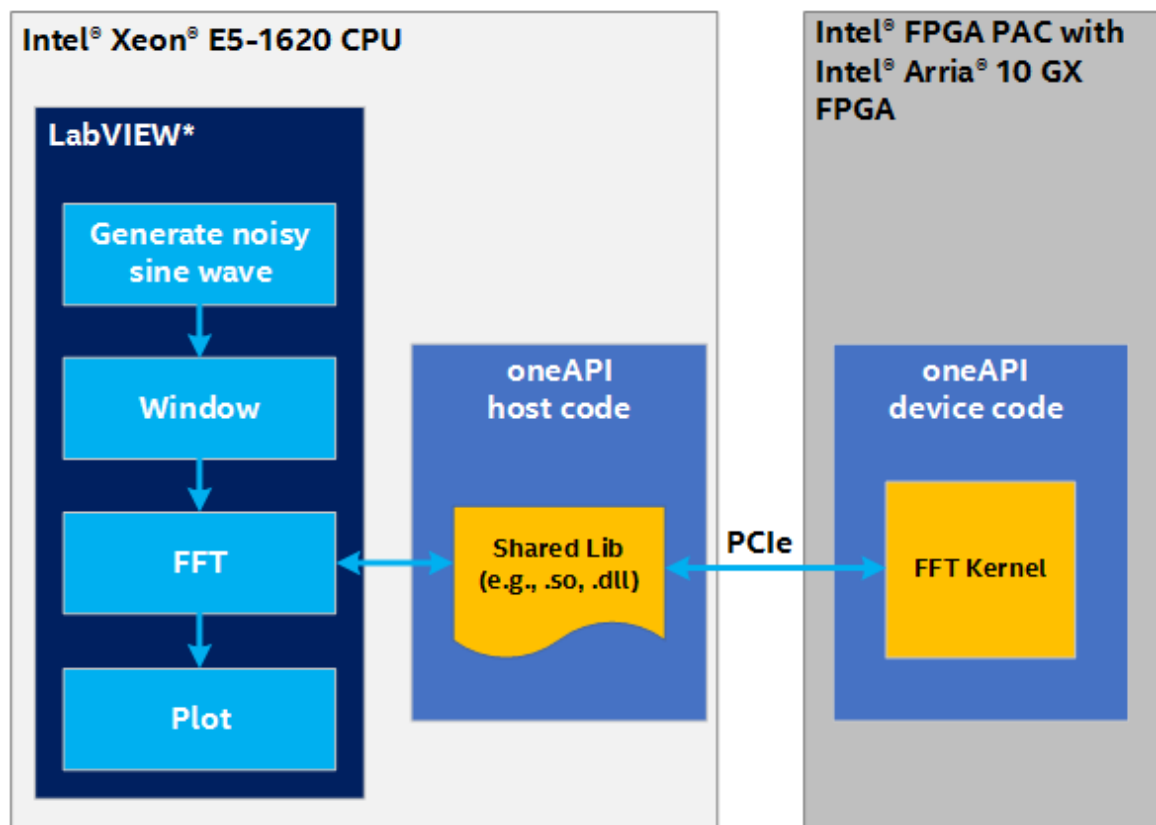 Intel® Xeon® E5-1620 CPU
LabVIEW*
Generate noisy
sine wave
Window
FFT
Plot
oneAPI
host code
Shared Lib
(e.g., .so, .dll)
PCIe
Intel® FPGA PAC with
Intel® Arria® 10 GX
FPGA
oneAPI
device code
FFT Kernel